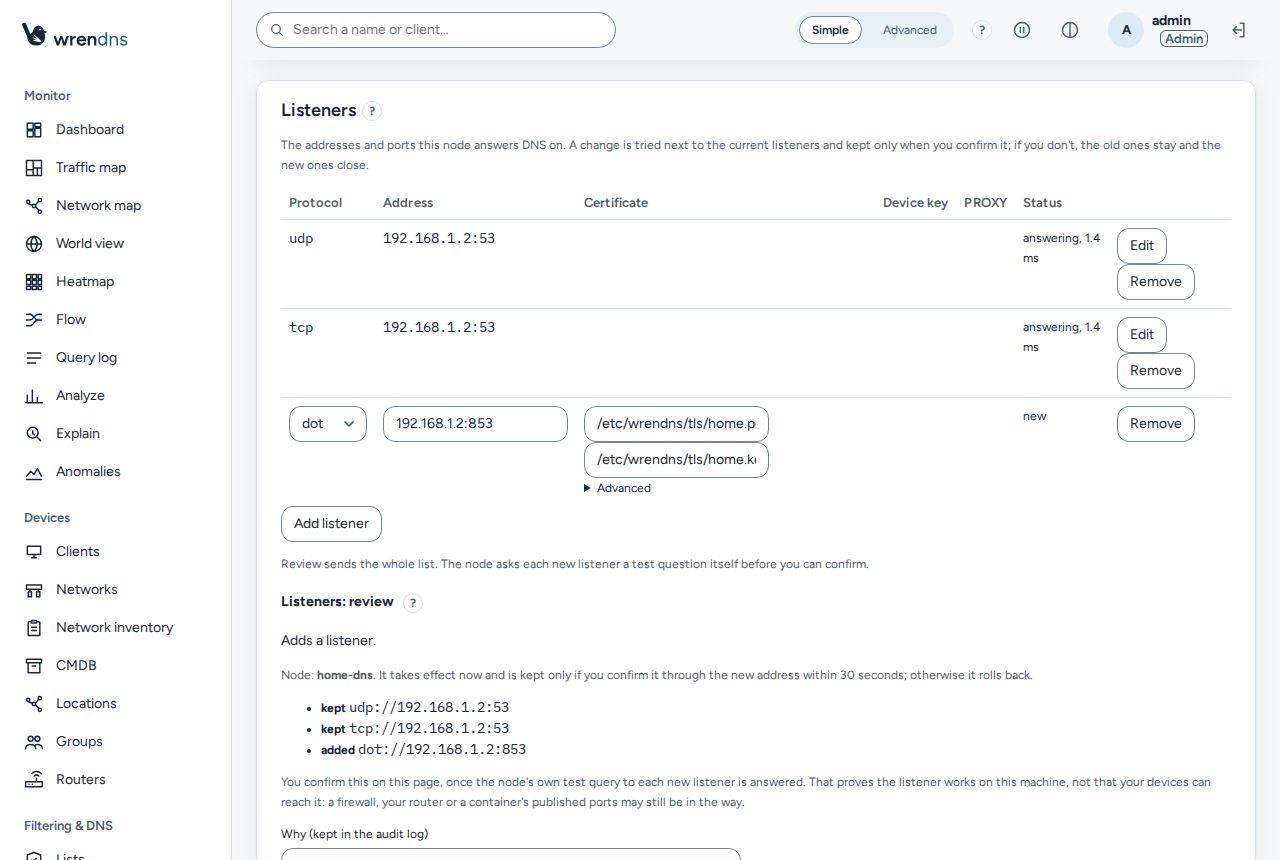 wrendns
Search a name or client...
Simple
Advanced
?
A
admin
Admin
Monitor
Dashboard
Traffic map
Network map
World view
Heatmap
Flow
Query log
Analyze
Explain
Anomalies
Devices
Clients
Networks
Network inventory
CMDB
Locations
Groups
Routers
Filtering & DNS
Lists
Listeners ?
The addresses and ports this node answers DNS on. A change is tried next to the current listeners and kept only when you confirm it; if you don't, the old ones stay and the
new ones close.
Protocol Address Certificate Device key PROXY Status
udp 192.168.1.2:53 answering, 1.4 ms Edit
Remove
tcp 192.168.1.2:53 answering, 1.4 ms Edit
Remove
dot 192.168.1.2:853 /etc/wrendns/tls/home.p new Remove
/etc/wrendns/tls/home.k
Advanced
Add listener
Review sends the whole list. The node asks each new listener a test question itself before you can confirm.
Listeners: review ?
Adds a listener.
Node: home-dns. It takes effect now and is kept only if you confirm it through the new address within 30 seconds; otherwise it rolls back.
• kept udp://192.168.1.2:53
• kept tcp://192.168.1.2:53
• added dot://192.168.1.2:853
You confirm this on this page, once the node's own test query to each new listener is answered. That proves the listener works on this machine, not that your devices can
reach it: a firewall, your router or a container's published ports may still be in the way.
Why (kept in the audit log)